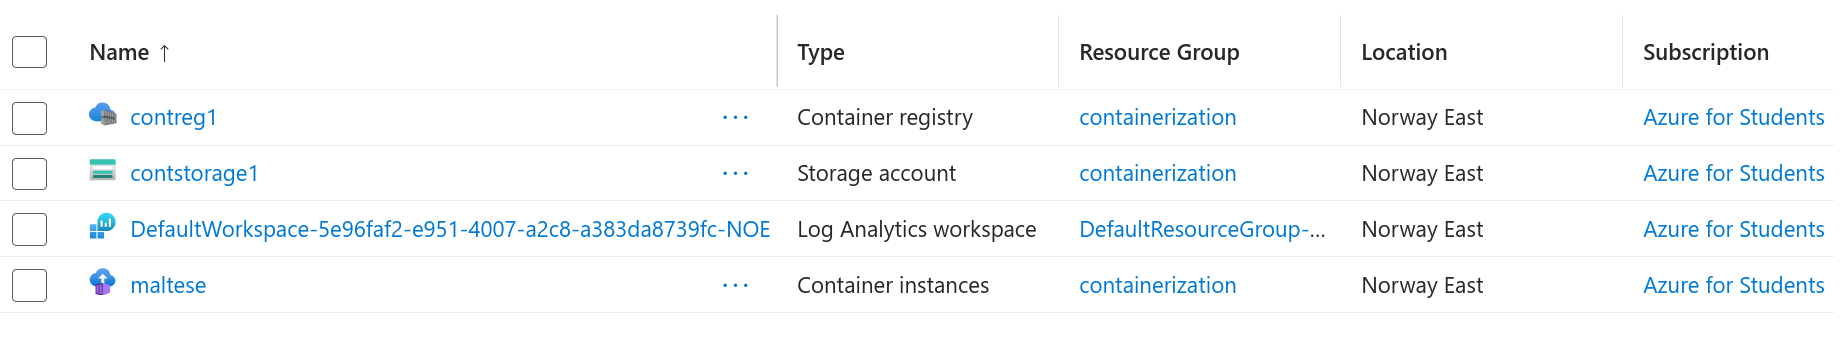 Name ↑ Type Resource Group Location Subscription
contreg1 ... Container registry containerization Norway East Azure for Students
contstorage1 ... Storage account containerization Norway East Azure for Students
DefaultWorkspace-5e96faf2-e951-4007-a2c8-a383da8739fc-NOE Log Analytics workspace DefaultResourceGroup-... Norway East Azure for Students
maltese ... Container instances containerization Norway East Azure for Students